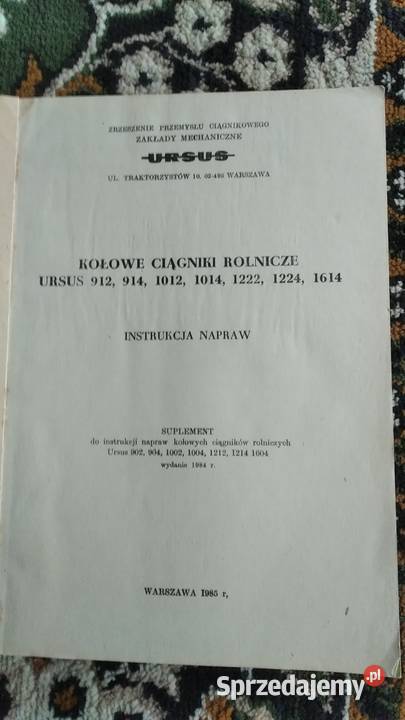 ZRZESZENIE PRZEMYSŁU CIĄGNIKOWEGO
ZAKŁADY MECHANICZNE
URSUS
UL. TRAKTORZYSTÓW 10. 02-495 WARSZAWA
KOŁOWE CIĄGNIKI ROLNICZE
URSUS 912, 914, 1012, 1014, 1222, 1224, 1614
INSTRUKCJA NAPRAW
SUPLEMENT
do instrukcji napraw kołowych ciągników rolniczych
Ursus 902, 904, 1002, 1004, 1212, 1214 1604
wydanie 1984 r.
WARSZAWA 1985 r,
Sprzedajemy.pl